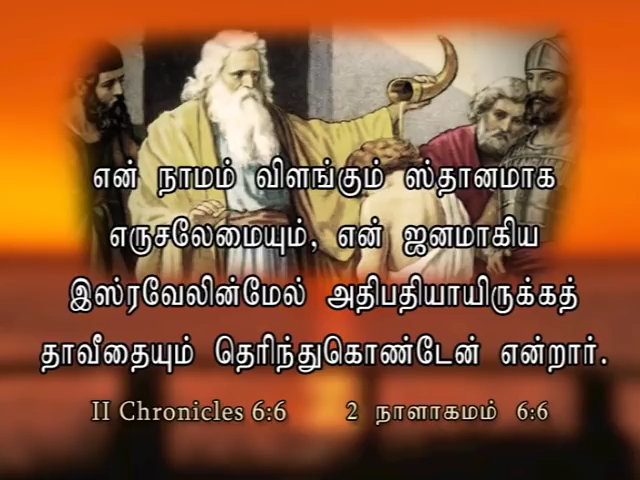 என் நாமம் விளங்கும் ஸ்தானமாக
எருசலேமையும், என் ஜனமாகிய
இஸ்ரவேலின்மேல் அதிபதியாயிருக்கத்
தாவீதையும் தெரிந்துகொண்டேன் என்றார்.
II Chronicles 6:6 2 நாளாகமம் 6:6